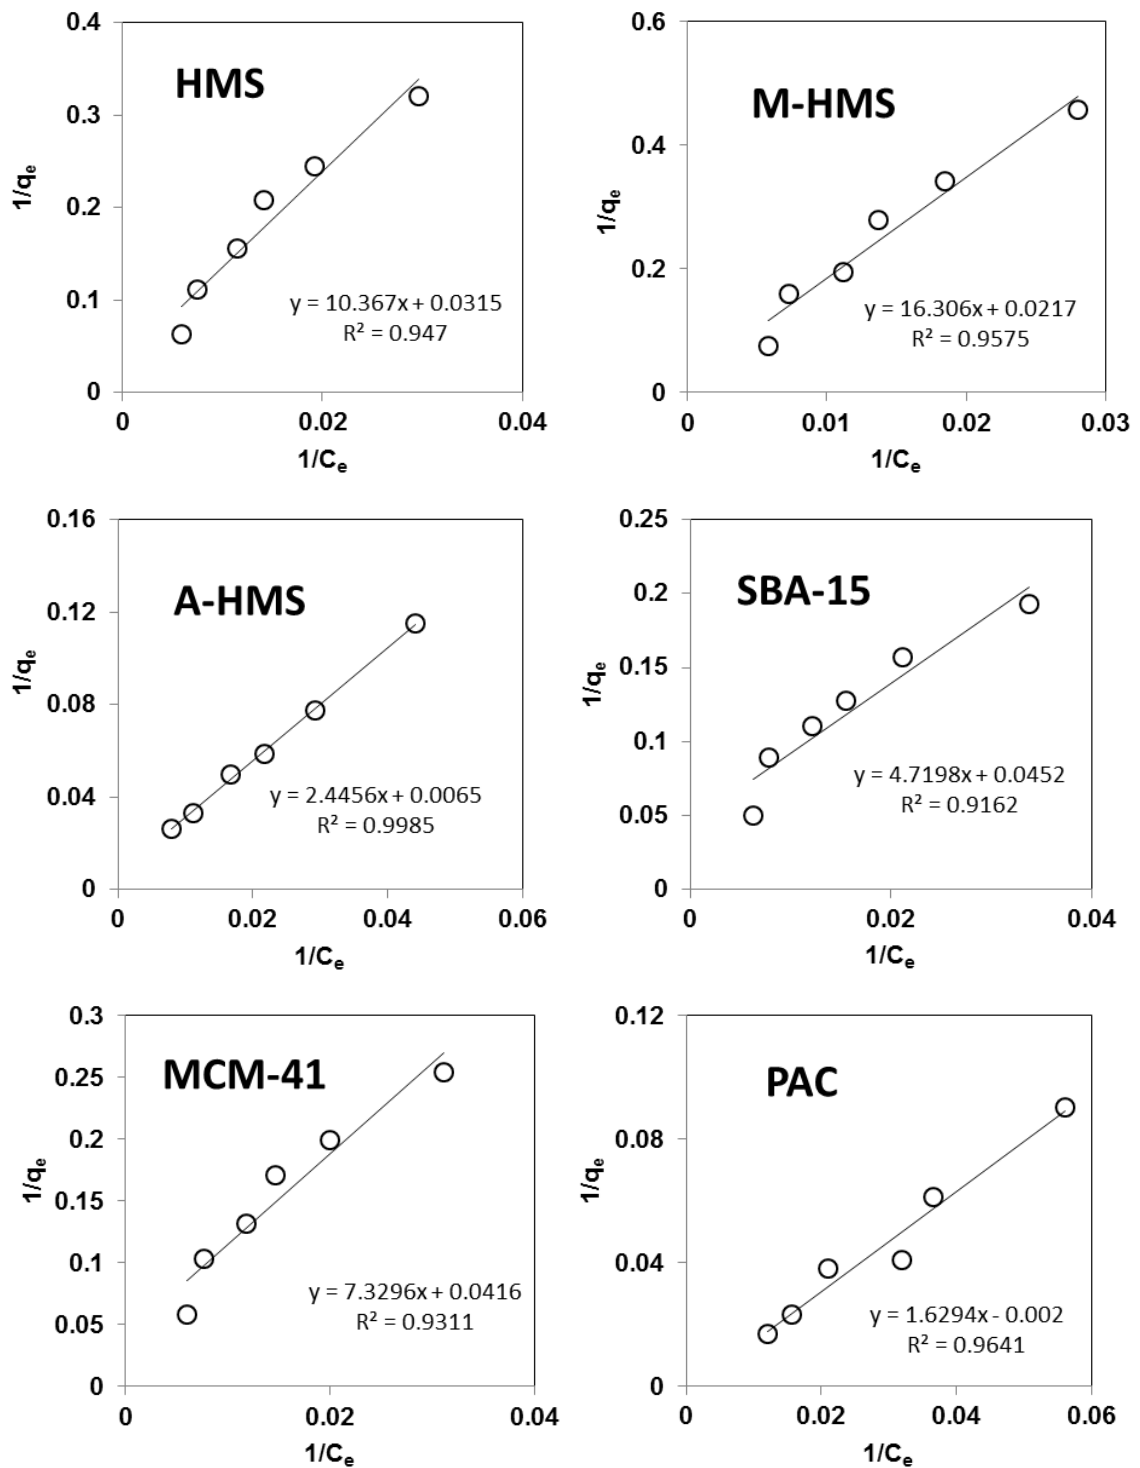 HMS
0.4
0.3
0.2
0.1
0
1/qₑ
y = 10.367x + 0.0315
R² = 0.947
0 0.02 0.04
1/Cₑ
M-HMS
0.6
0.4
0.2
0
1/qₑ
y = 16.306x + 0.0217
R² = 0.9575
0 0.01 0.02 0.03
1/Cₑ
A-HMS
0.16
0.12
0.08
0.04
0
1/qₑ
y = 2.4456x + 0.0065
R² = 0.9985
0 0.02 0.04 0.06
1/Cₑ
SBA-15
0.25
0.2
0.15
0.1
0.05
0
1/qₑ
y = 4.7198x + 0.0452
R² = 0.9162
0 0.02 0.04
1/Cₑ
MCM-41
0.3
0.25
0.2
0.15
0.1
0.05
0
1/qₑ
y = 7.3296x + 0.0416
R² = 0.9311
0 0.02 0.04
1/Cₑ
PAC
0.12
0.08
0.04
0
1/qₑ
y = 1.6294x - 0.002
R² = 0.9641
0 0.02 0.04 0.06
1/Cₑ